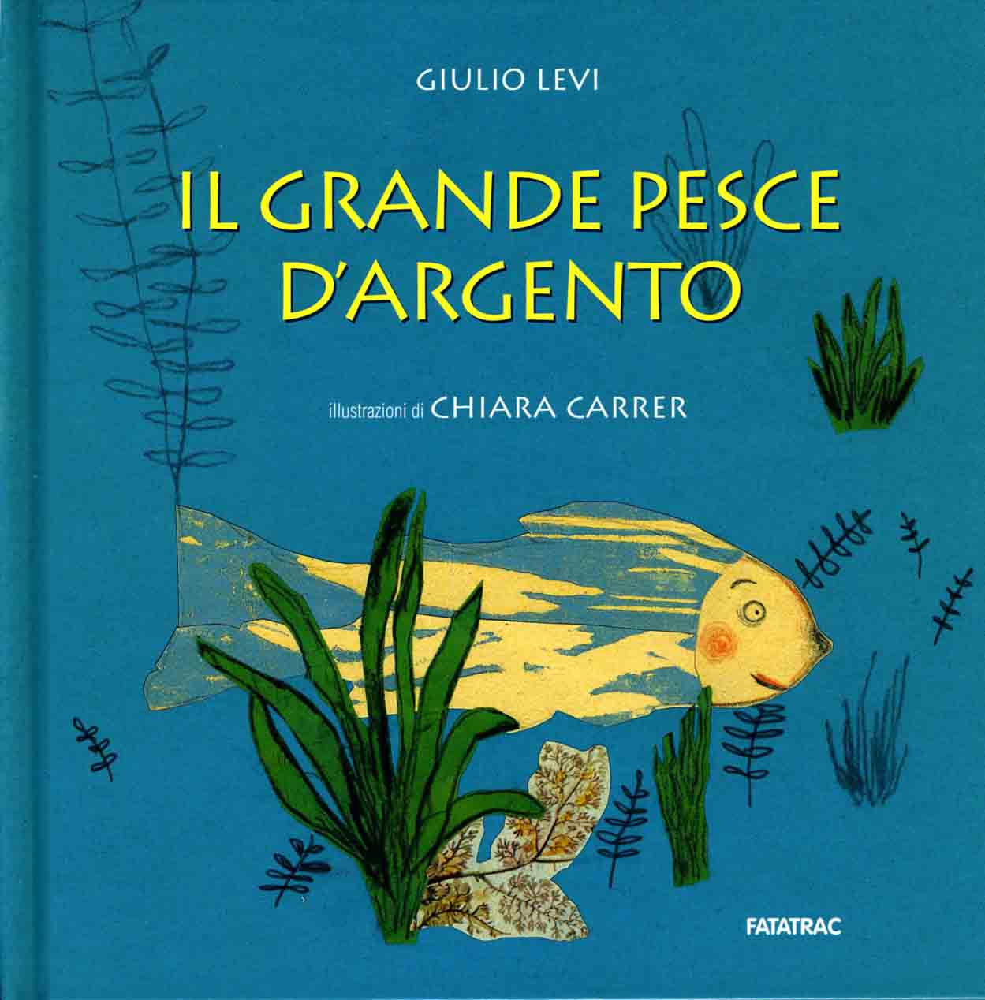 GIULIO LEVI
IL GRANDE PESCE
D'ARGENTO
illustrazioni di CHIARA CARRER
FATATRAC